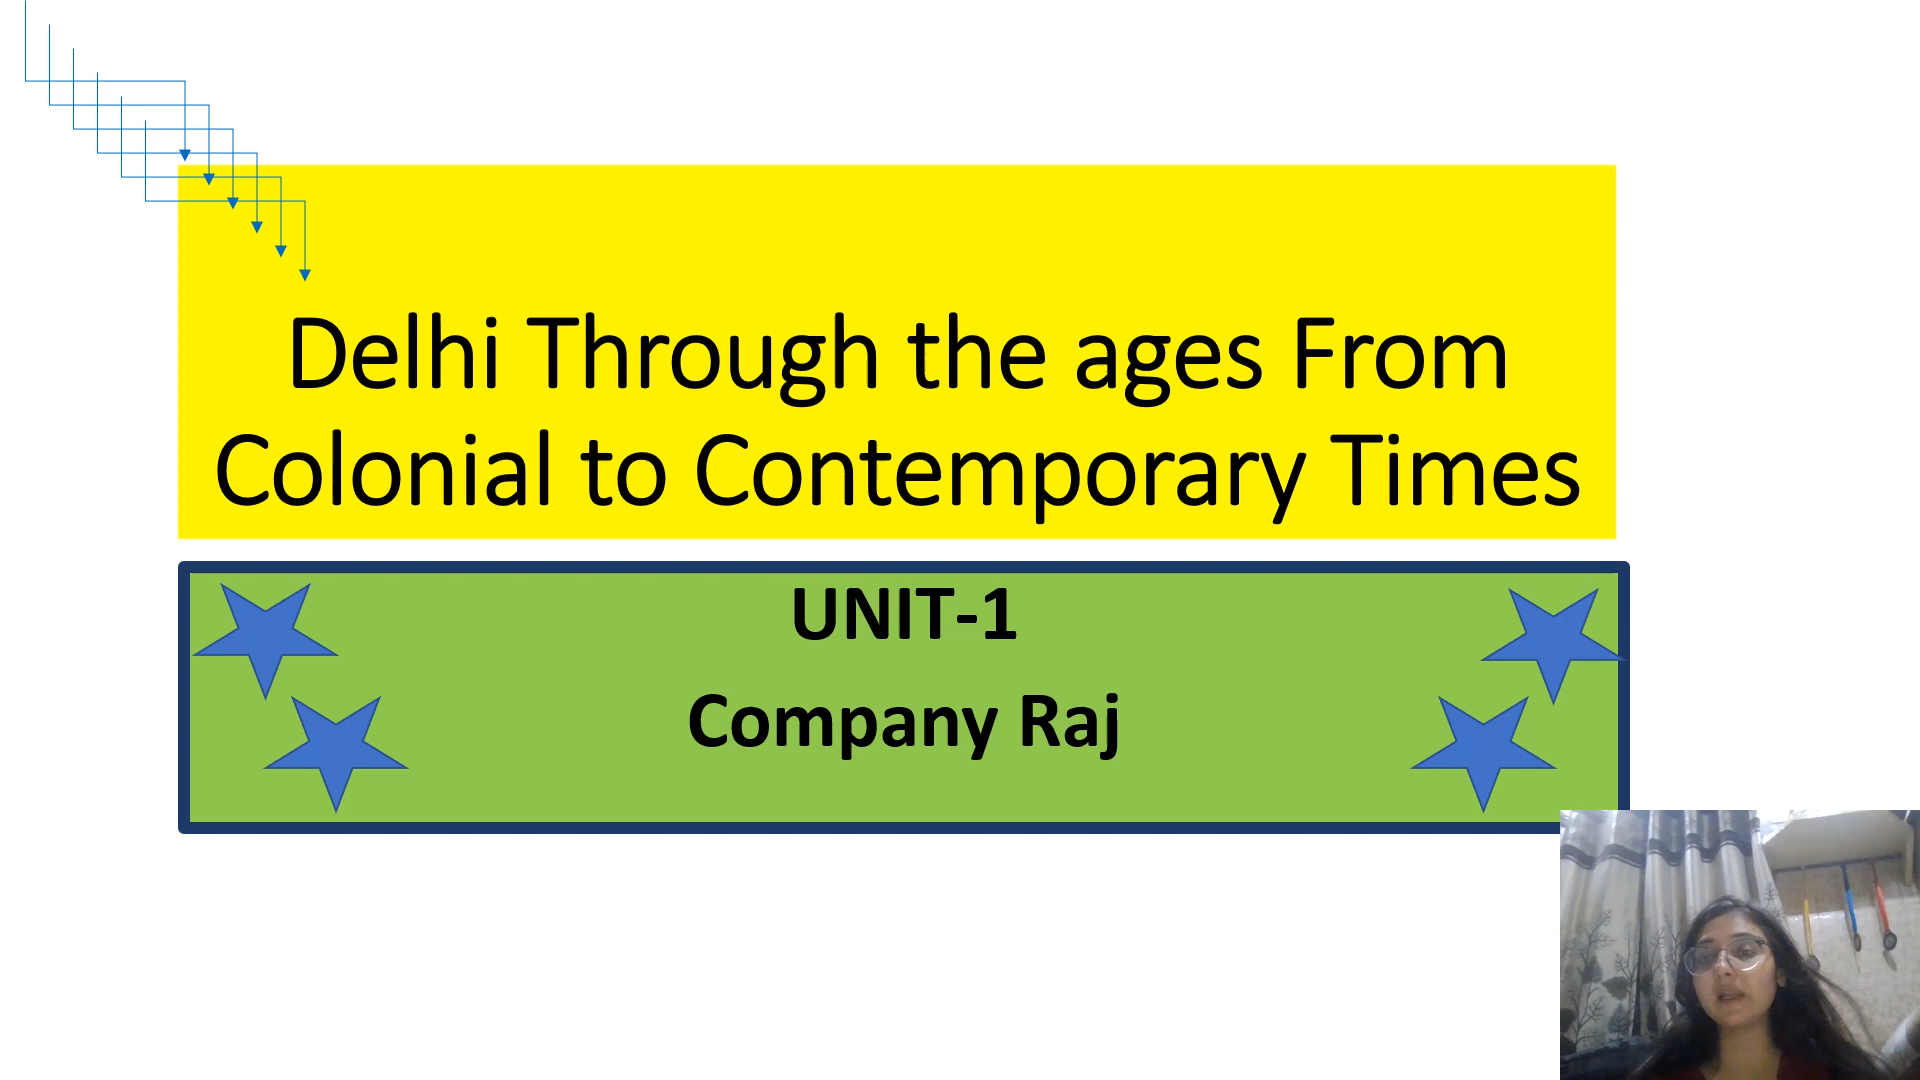 Delhi Through the ages From
Colonial to Contemporary Times
UNIT-1
Company Raj